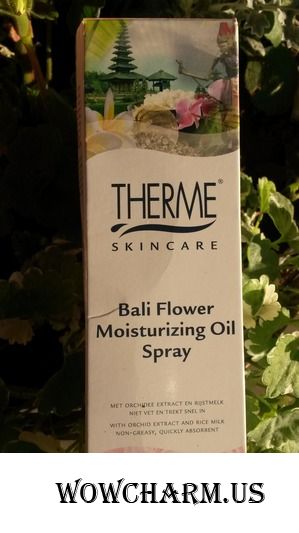 THERME®
SKINCARE
Bali Flower
Moisturizing Oil
Spray
MET ORCHIDEE EXTRACT EN RIJSTMELK
NIET VET EN TREKT SNEL IN
WITH ORCHID EXTRACT AND RICE MILK
NON-GREASY, QUICKLY ABSORBENT
WOWCHARM.US